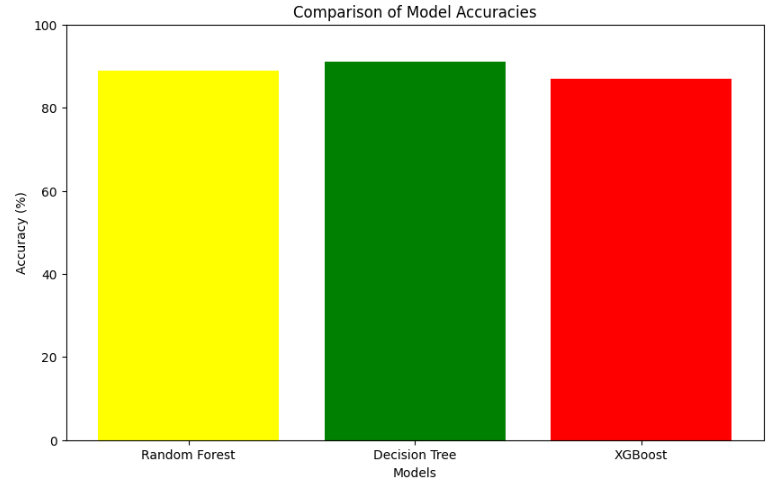 Comparison of Model Accuracies
100
80
60
40
20
0
Accuracy (%)
Random Forest Decision Tree XGBoost
Models